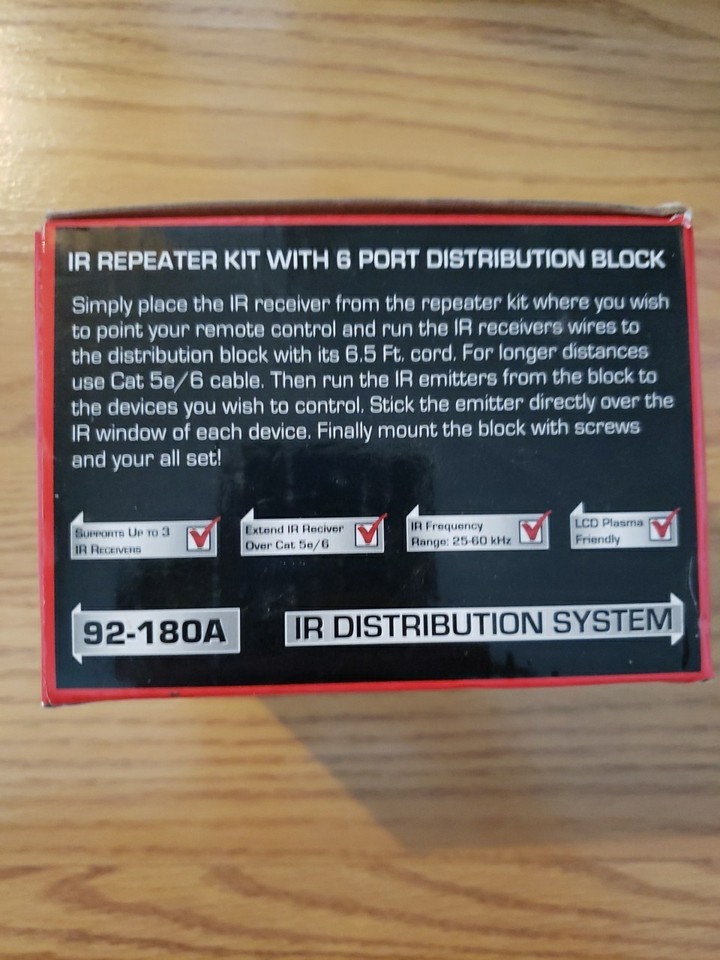 IR REPEATER KIT WITH 6 PORT DISTRIBUTION BLOCK
Simply place the IR receiver from the repeater kit where you wish
to point your remote control and run the IR receivers wires to
the distribution block with its 6.5 Ft. cord. For longer distances
use Cat 5e/6 cable. Then run the IR emitters from the block to
the devices you wish to control. Stick the emitter directly over the
IR window of each device. Finally mount the block with screws
and your all set!
Supports Up to 3
IR Receivers
Extend IR Reciver
Over Cat 5e/6
IR Frequency
Range: 25-60 kHz
LCD Plasma
Friendly
92-180A
IR DISTRIBUTION SYSTEM